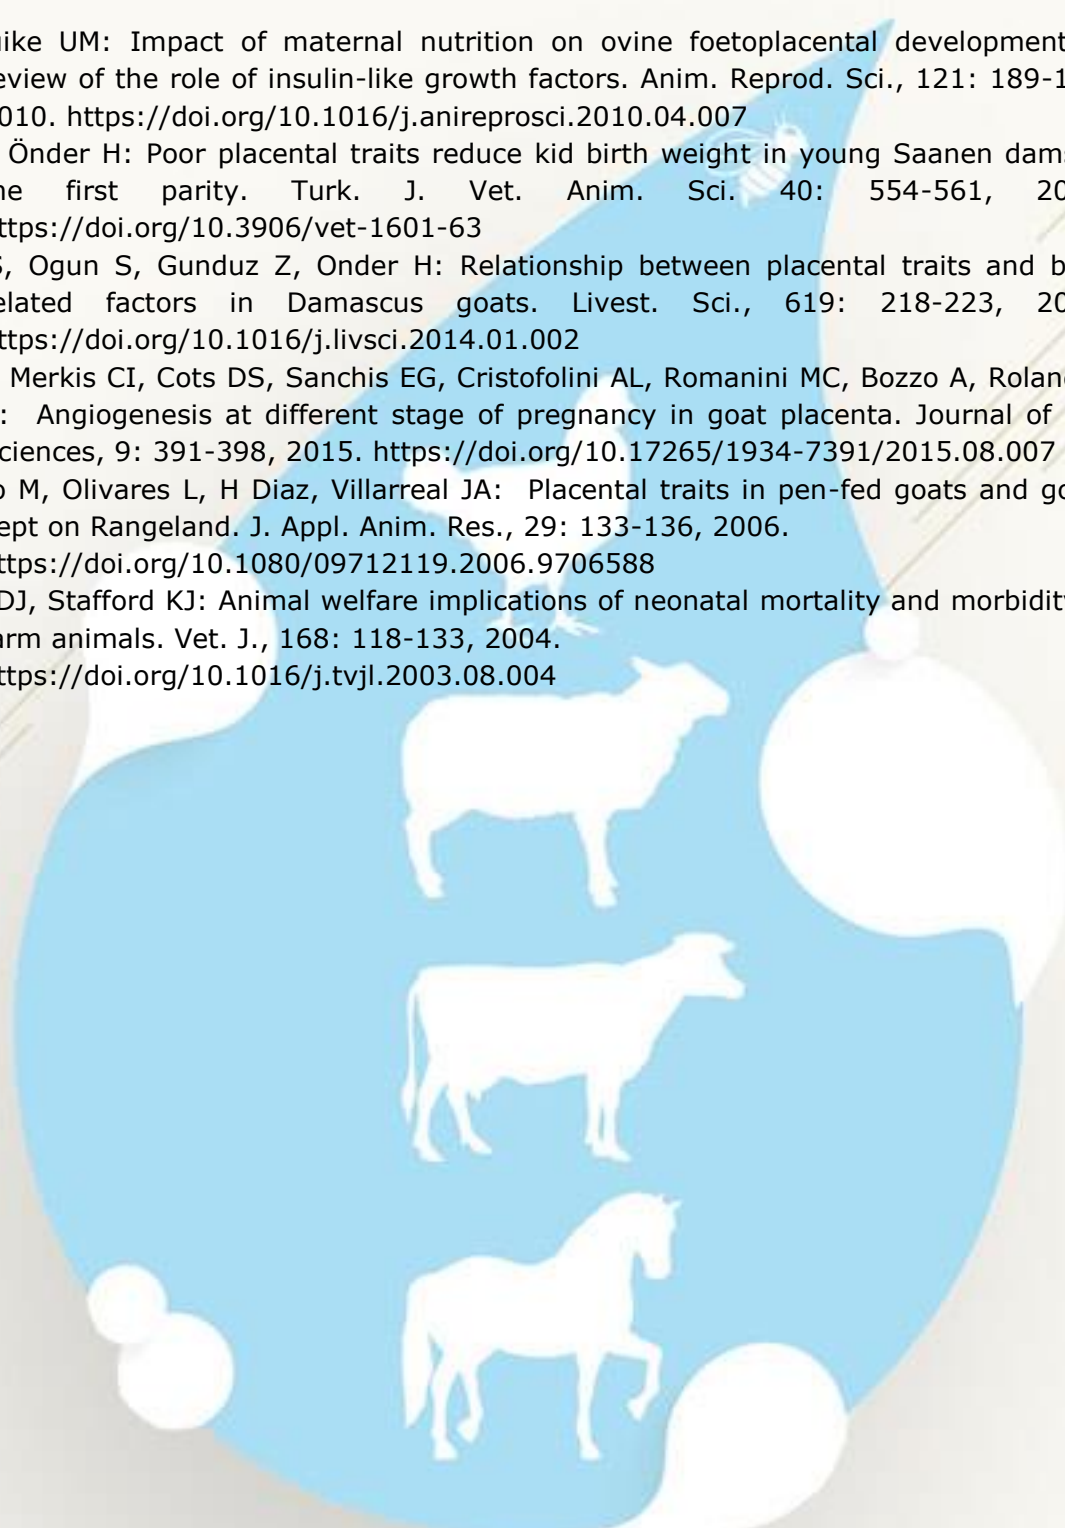 ike UM: Impact of maternal nutrition on ovine foetoplacental development
view of the role of insulin-like growth factors. Anim. Reprod. Sci., 121: 189-1
010. https://doi.org/10.1016/j.anireprosci.2010.04.007
Önder H: Poor placental traits reduce kid birth weight in young Saanen dams
he first parity. Turk. J. Vet. Anim. Sci. 40: 554-561, 20
ttps://doi.org/10.3906/vet-1601-63
S, Ogun S, Gunduz Z, Onder H: Relationship between placental traits and b
elated factors in Damascus goats. Livest. Sci., 619: 218-223, 20
ttps://doi.org/10.1016/j.livsci.2014.01.002
Merkis CI, Cots DS, Sanchis EG, Cristofolini AL, Romanini MC, Bozzo A, Rolan
: Angiogenesis at different stage of pregnancy in goat placenta. Journal of
ciences, 9: 391-398, 2015. https://doi.org/10.17265/1934-7391/2015.08.007
o M, Olivares L, H Diaz, Villarreal JA: Placental traits in pen-fed goats and go
ept on Rangeland. J. Appl. Anim. Res., 29: 133-136, 2006.
ttps://doi.org/10.1080/09712119.2006.9706588
DJ, Stafford KJ: Animal welfare implications of neonatal mortality and morbidity
arm animals. Vet. J., 168: 118-133, 2004.
ttps://doi.org/10.1016/j.tvjl.2003.08.004